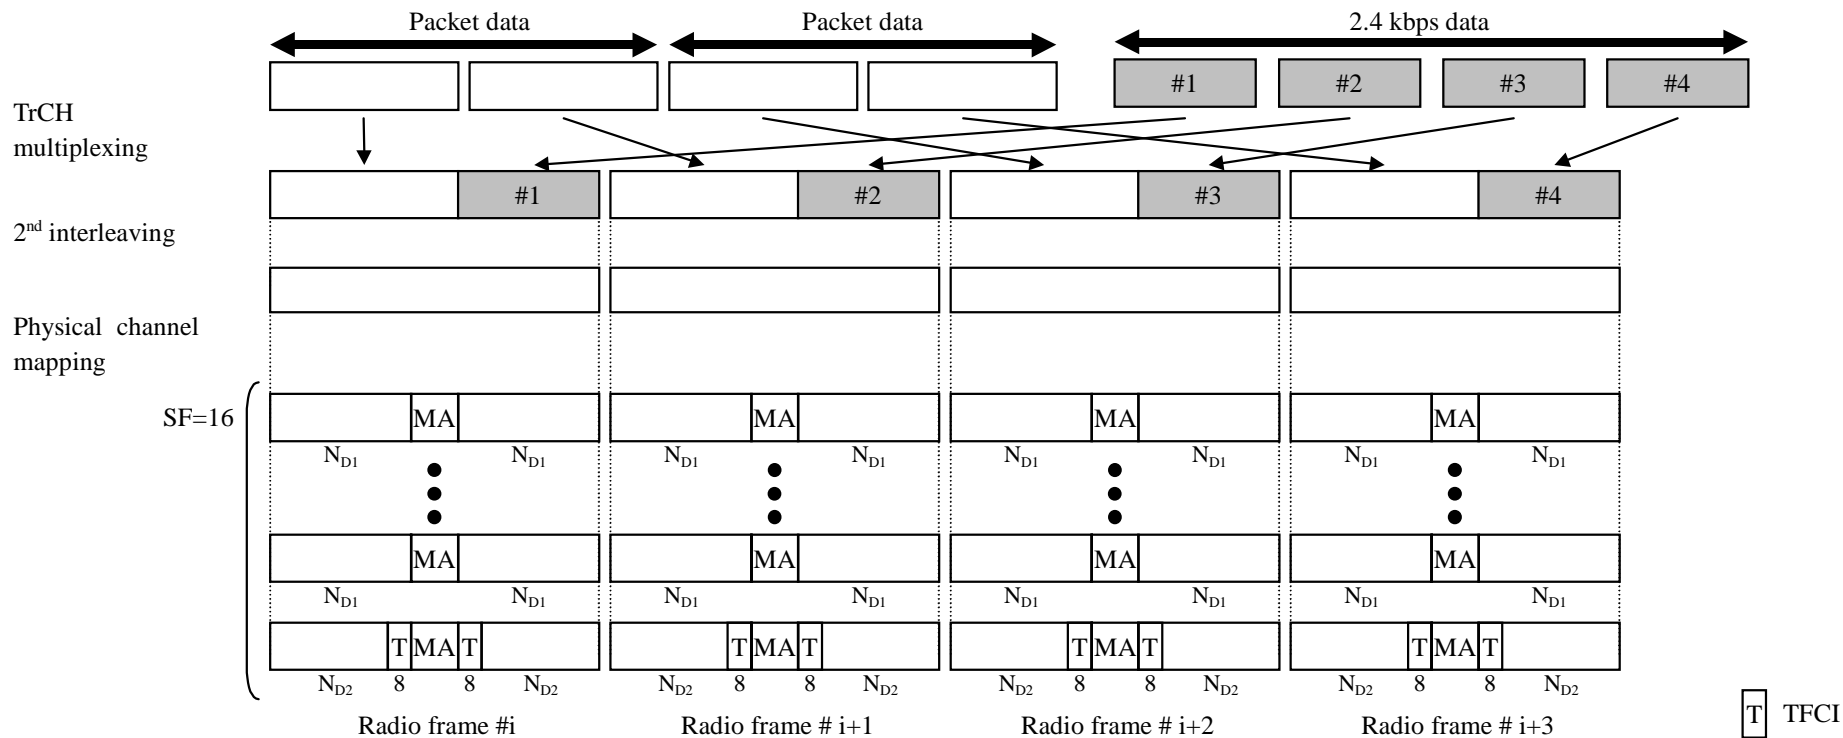 Packet data Packet data 2.4 kbps data
#1 #2 #3 #4
TrCH
multiplexing
#1 #2 #3 #4
2nd interleaving
Physical channel
mapping
SF=16 MA MA MA MA
ND1 ND1 ND1 ND1 ND1 ND1 ND1 ND1
MA MA MA MA
ND1 ND1 ND1 ND1 ND1 ND1 ND1 ND1
T MA T T MA T T MA T T MA T
ND2 8 8 ND2 ND2 8 8 ND2 ND2 8 8 ND2 ND2 8 8 ND2
Radio frame #i Radio frame # i+1 Radio frame # i+2 Radio frame # i+3 T TFCI